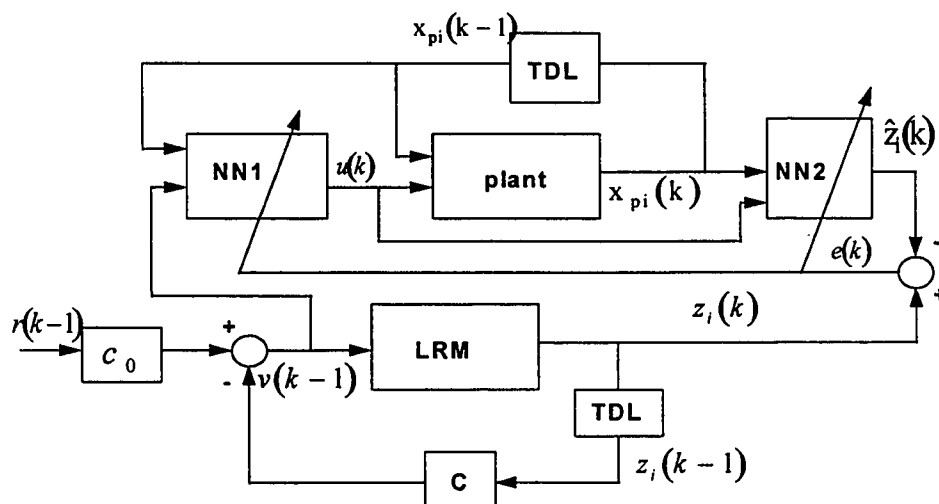 x_pi(k-1)
TDL
NN1
u(k)
plant
x_pi(k)
NN2
ẑ_i(k)
-
e(k)
+
z_i(k)
r(k-1)
c_0
+
-
v(k-1)
LRM
TDL
z_i(k-1)
C